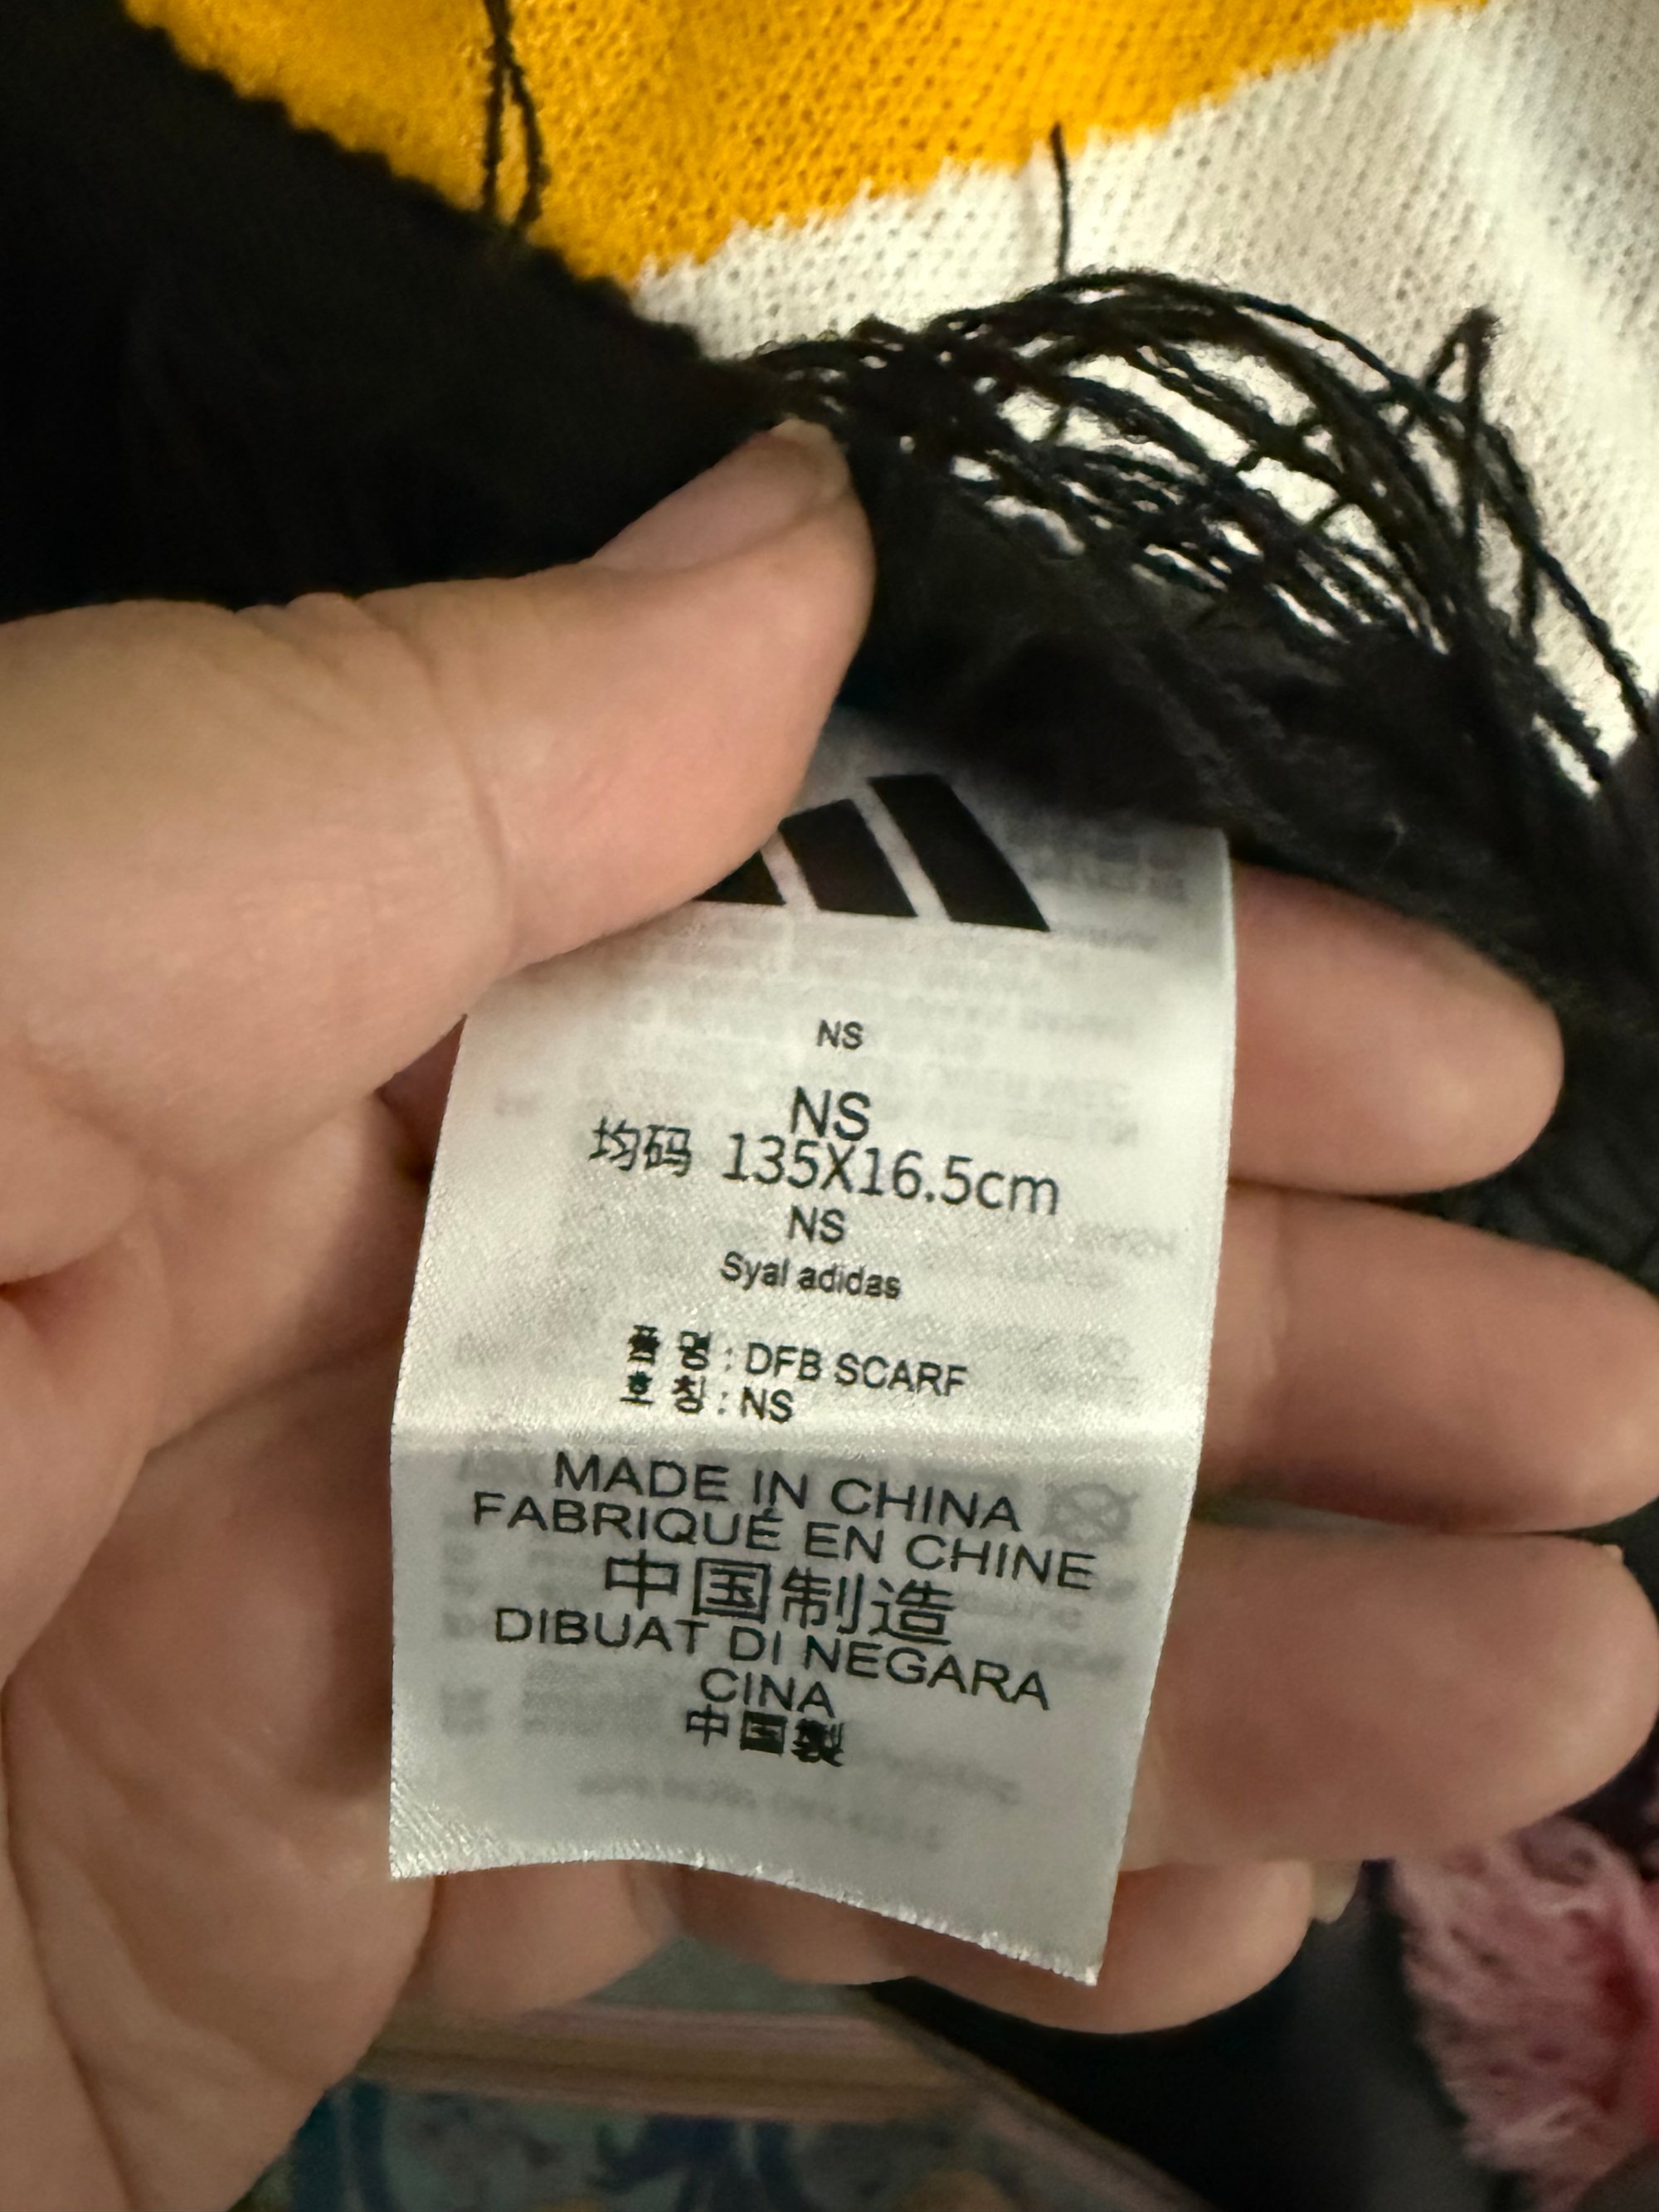 NS
NS
均码 135X16.5cm
NS
Syal adidas
품 명 : DFB SCARF
호 칭 : NS
MADE IN CHINA
FABRIQUÉ EN CHINE
中国制造
DIBUAT DI NEGARA
CINA
中国製